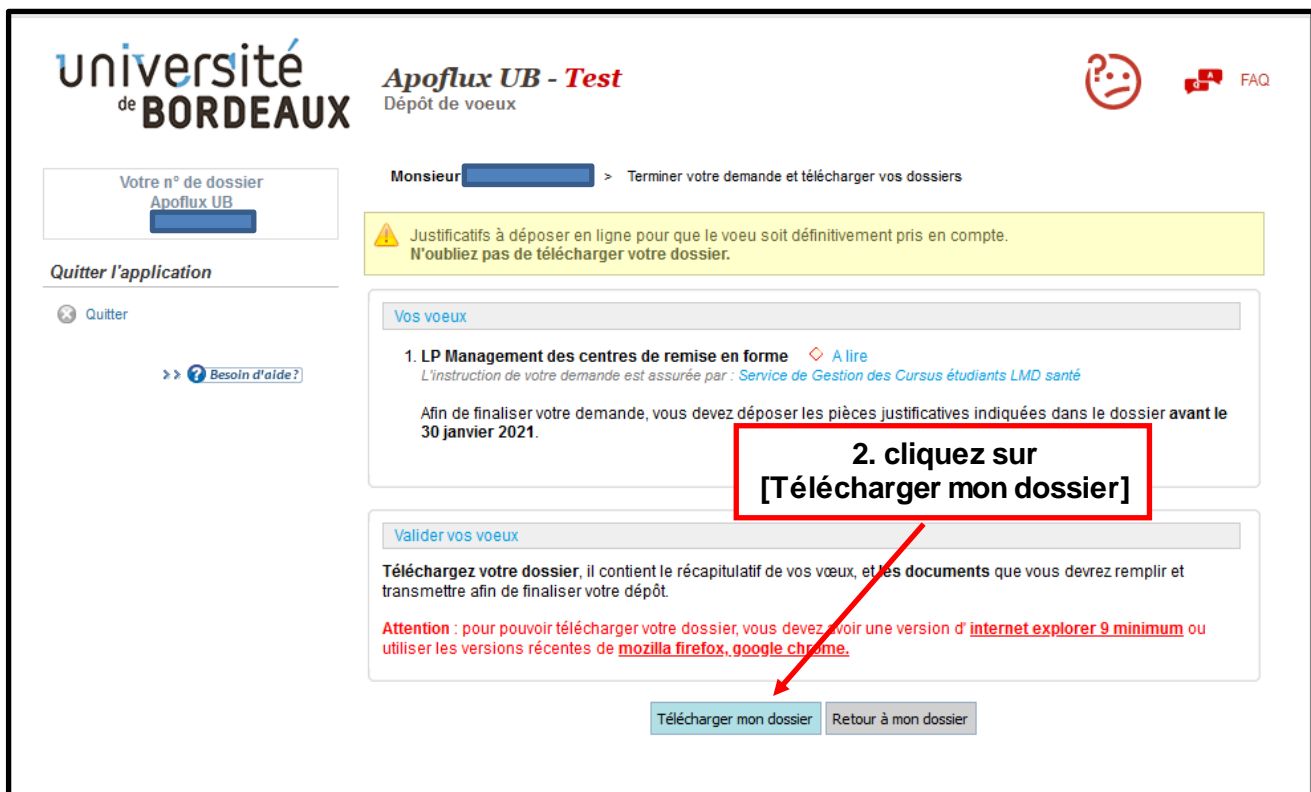 université
de BORDEAUX
Apoflux UB - Test
Dépôt de voeux
FAQ
Votre n° de dossier
Apoflux UB
Quitter l'application
Quitter
>> Besoin d'aide?
Monsieur > Terminer votre demande et télécharger vos dossiers
Justificatifs à déposer en ligne pour que le voeu soit définitivement pris en compte.
N'oubliez pas de télécharger votre dossier.
Vos voeux
1. LP Management des centres de remise en forme A lire
L'instruction de votre demande est assurée par : Service de Gestion des Cursus étudiants LMD santé
Afin de finaliser votre demande, vous devez déposer les pièces justificatives indiquées dans le dossier avant le
30 janvier 2021.
2. cliquez sur
[Télécharger mon dossier]
Valider vos voeux
Téléchargez votre dossier, il contient le récapitulatif de vos vœux, et les documents que vous devrez remplir et
transmettre afin de finaliser votre dépôt.
Attention : pour pouvoir télécharger votre dossier, vous devez avoir une version d' internet explorer 9 minimum ou
utiliser les versions récentes de mozilla firefox, google chrome.
Télécharger mon dossier
Retour à mon dossier